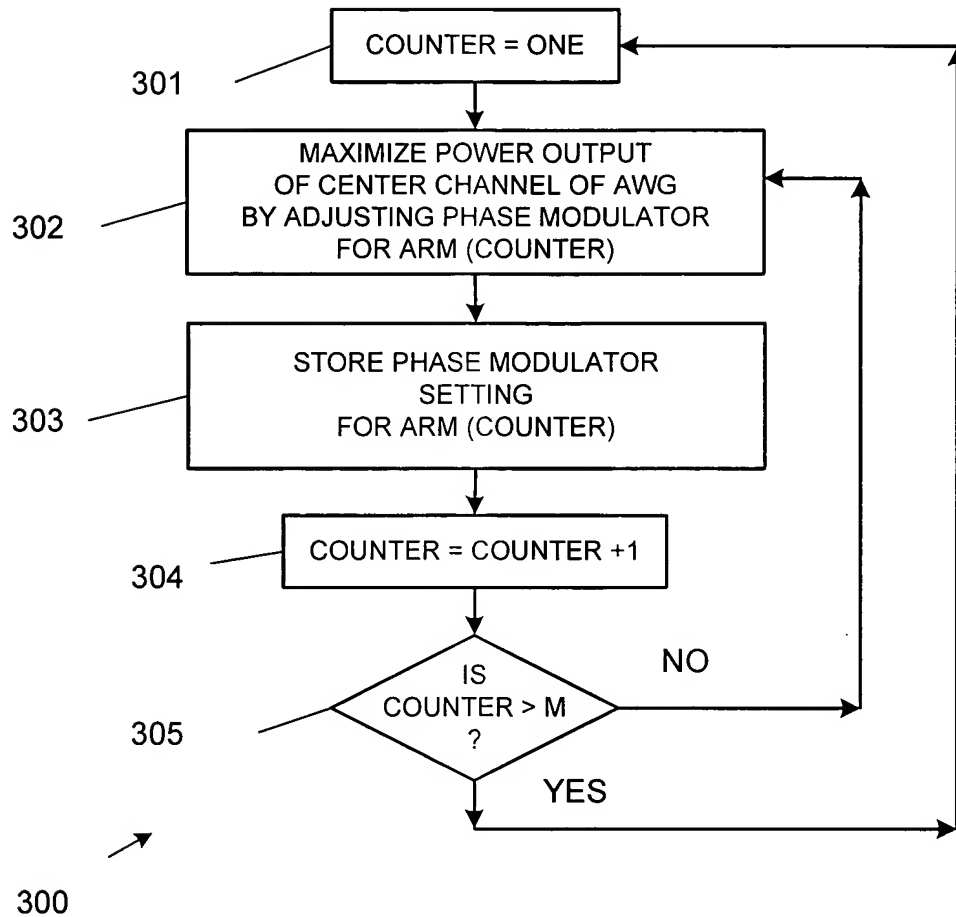 COUNTER = ONE
301
MAXIMIZE POWER OUTPUT
OF CENTER CHANNEL OF AWG
BY ADJUSTING PHASE MODULATOR
FOR ARM (COUNTER)
302
STORE PHASE MODULATOR
SETTING
FOR ARM (COUNTER)
303
COUNTER = COUNTER +1
304
IS
COUNTER > M
?
NO
305
YES
300